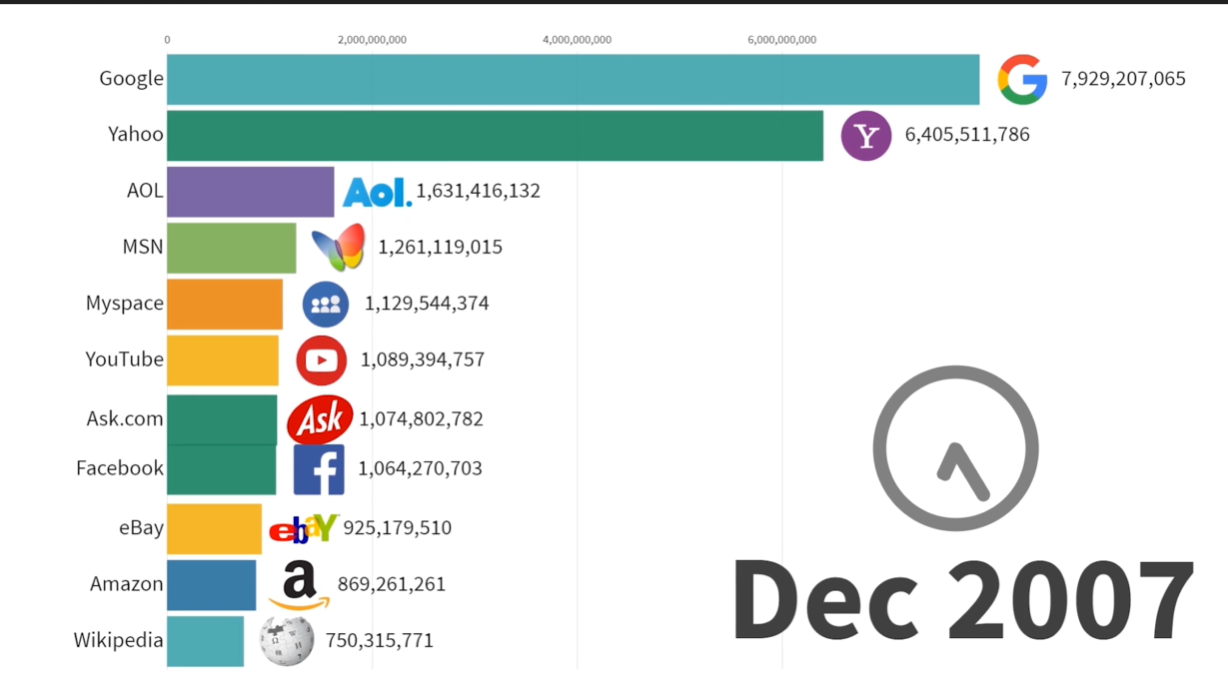 0 2,000,000,000 4,000,000,000 6,000,000,000
Google 7,929,207,065
Yahoo Y 6,405,511,786
AOL Aol. 1,631,416,132
MSN 1,261,119,015
Myspace 1,129,544,374
YouTube 1,089,394,757
Ask.com Ask 1,074,802,782
Facebook f 1,064,270,703
eBay ebaY 925,179,510
Amazon a 869,261,261
Wikipedia 750,315,771
Dec 2007